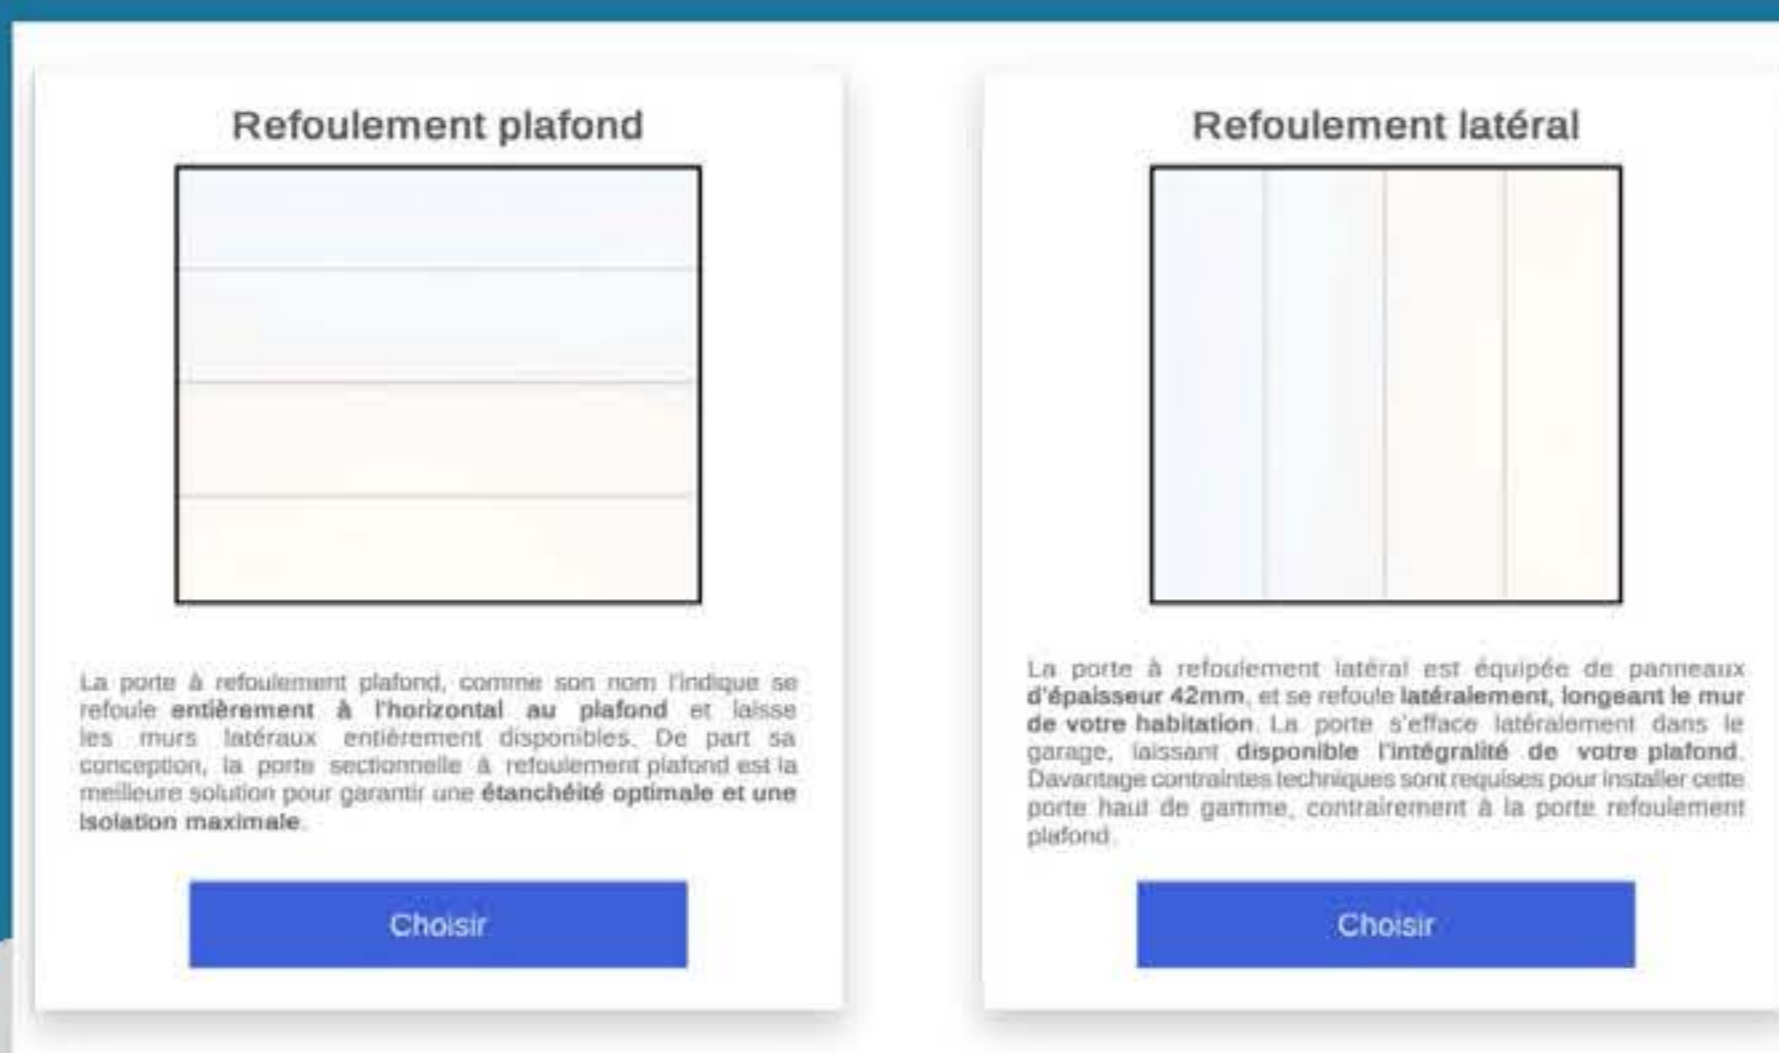 Refoulement plafond
La porte à refoulement plafond, comme son nom l'indique se
refoule entièrement à l'horizontal au plafond et laisse
les murs latéraux entièrement disponibles. De part sa
conception, la porte sectionnelle à refoulement plafond est la
meilleure solution pour garantir une étanchéité optimale et une
isolation maximale.
Choisir
Refoulement latéral
La porte à refoulement latéral est équipée de panneaux
d'épaisseur 42mm, et se refoule latéralement, longeant le mur
de votre habitation. La porte s'efface latéralement dans le
garage, laissant disponible l'intégralité de votre plafond.
Davantage contraintes techniques sont requises pour installer cette
porte haut de gamme, contrairement à la porte refoulement
plafond.
Choisir